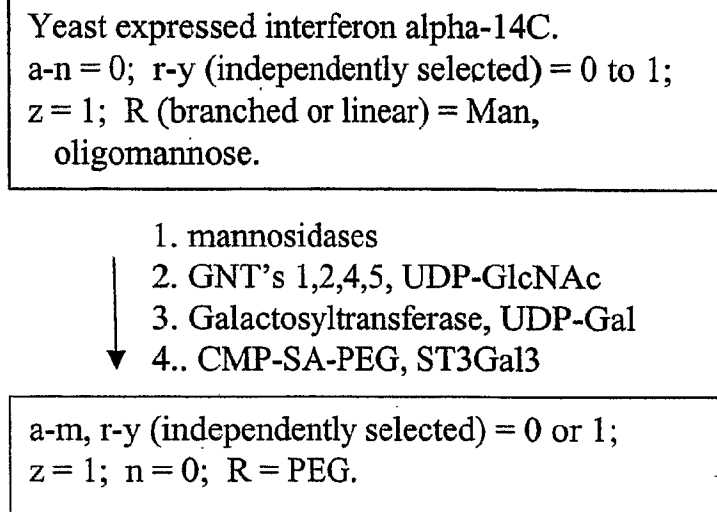 Yeast expressed interferon alpha-14C.
a-n = 0; r-y (independently selected) = 0 to 1;
z = 1; R (branched or linear) = Man,
oligomannose.
1. mannosidases
2. GNT's 1,2,4,5, UDP-GlcNAc
3. Galactosyltransferase, UDP-Gal
4.. CMP-SA-PEG, ST3Gal3
a-m, r-y (independently selected) = 0 or 1;
z = 1; n = 0; R = PEG.